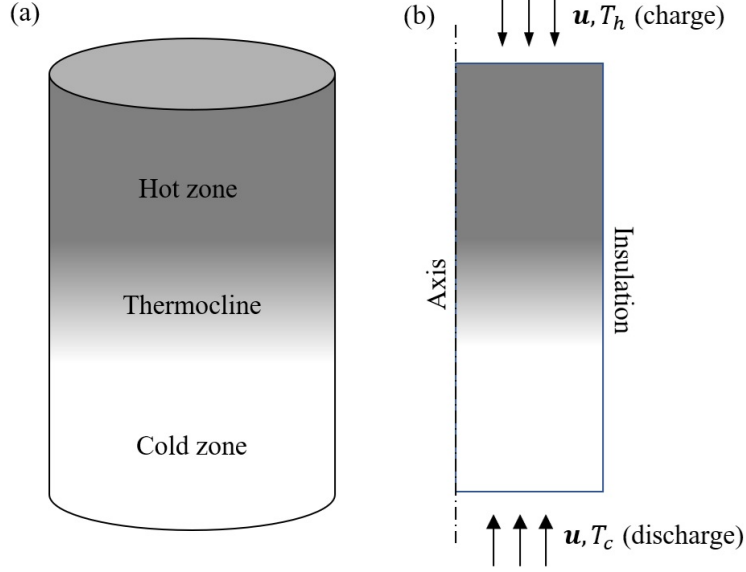 (a)
Hot zone
Thermocline
Cold zone
(b)
u, T_h (charge)
Axis
Insulation
u, T_c (discharge)